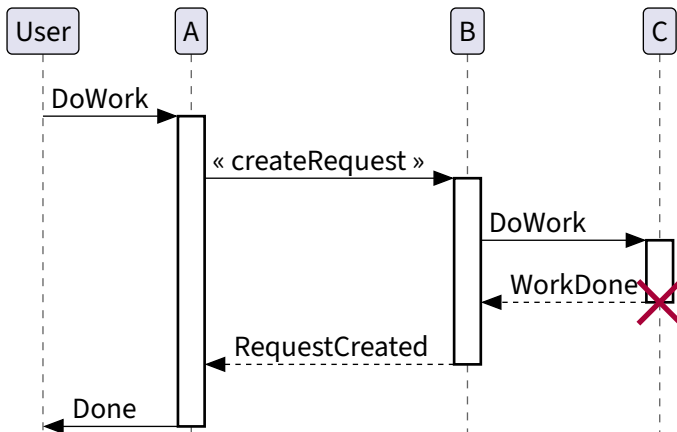 User
A
B
C
DoWork
« createRequest »
DoWork
WorkDone
RequestCreated
Done